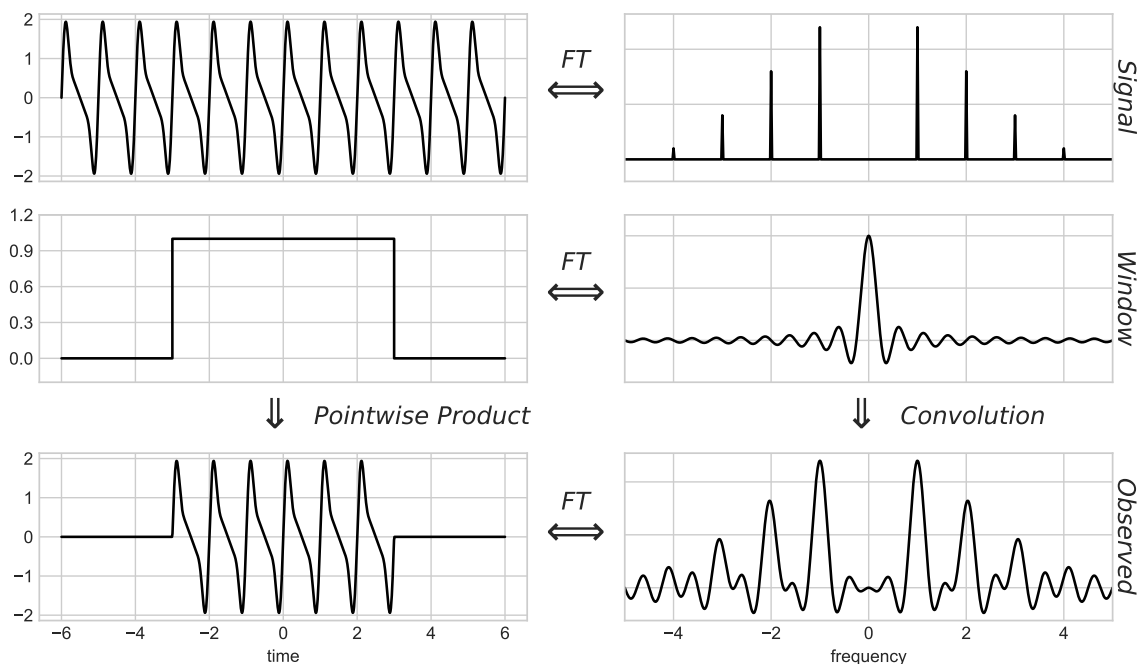 2
1
0
−1
−2
FT
⟺
Signal
1.2
0.9
0.6
0.3
0.0
FT
⟺
Window
⇓ Pointwise Product
⇓ Convolution
2
1
0
−1
−2
−6 −4 −2 0 2 4 6
time
FT
⟺
−4 −2 0 2 4
frequency
Observed